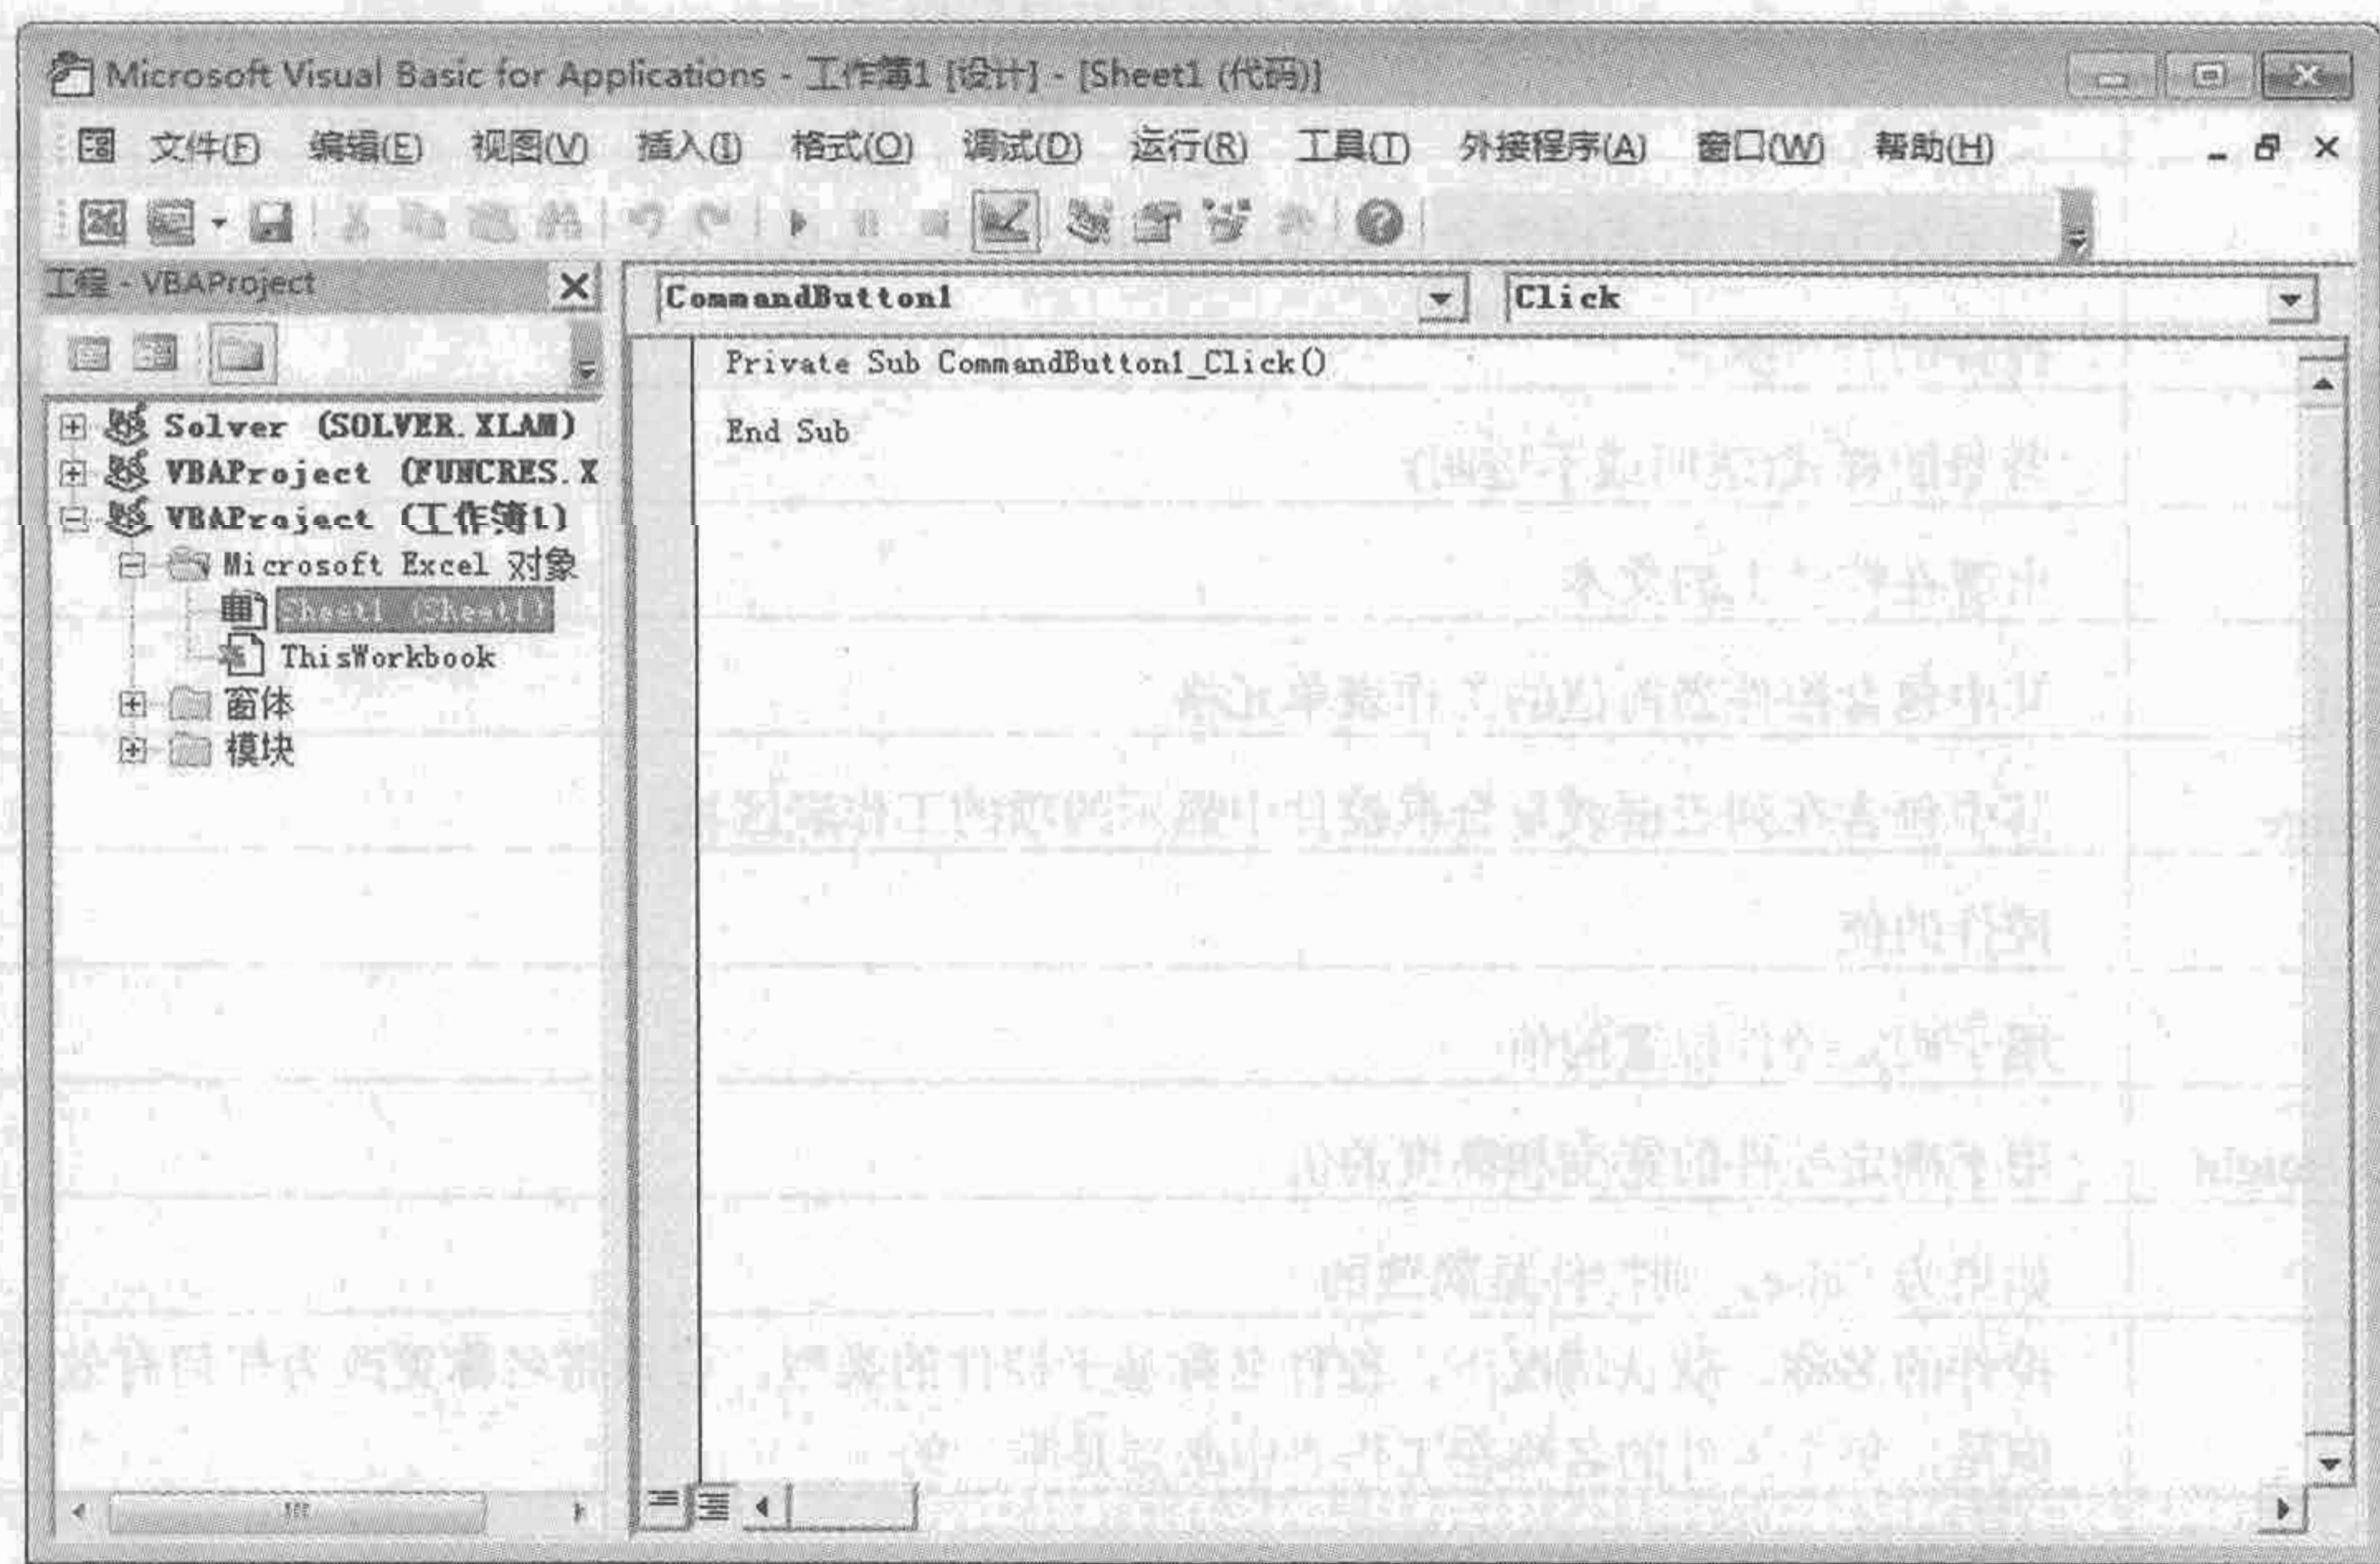 Microsoft Visual Basic for Applications - 工作簿1 [设计] - [Sheet1 (代码)]
文件(F) 编辑(E) 视图(V) 插入(I) 格式(O) 调试(D) 运行(R) 工具(T) 外接程序(A) 窗口(W) 帮助(H)
工程 - VBAProject
CommandButton1
Click
Solver (SOLVER.XLAM)
VBAProject (FUNCRES.X
VBAProject (工作簿1)
Microsoft Excel 对象
Sheet1 (Sheet1)
ThisWorkbook
窗体
模块
Private Sub CommandButton1_Click()
End Sub